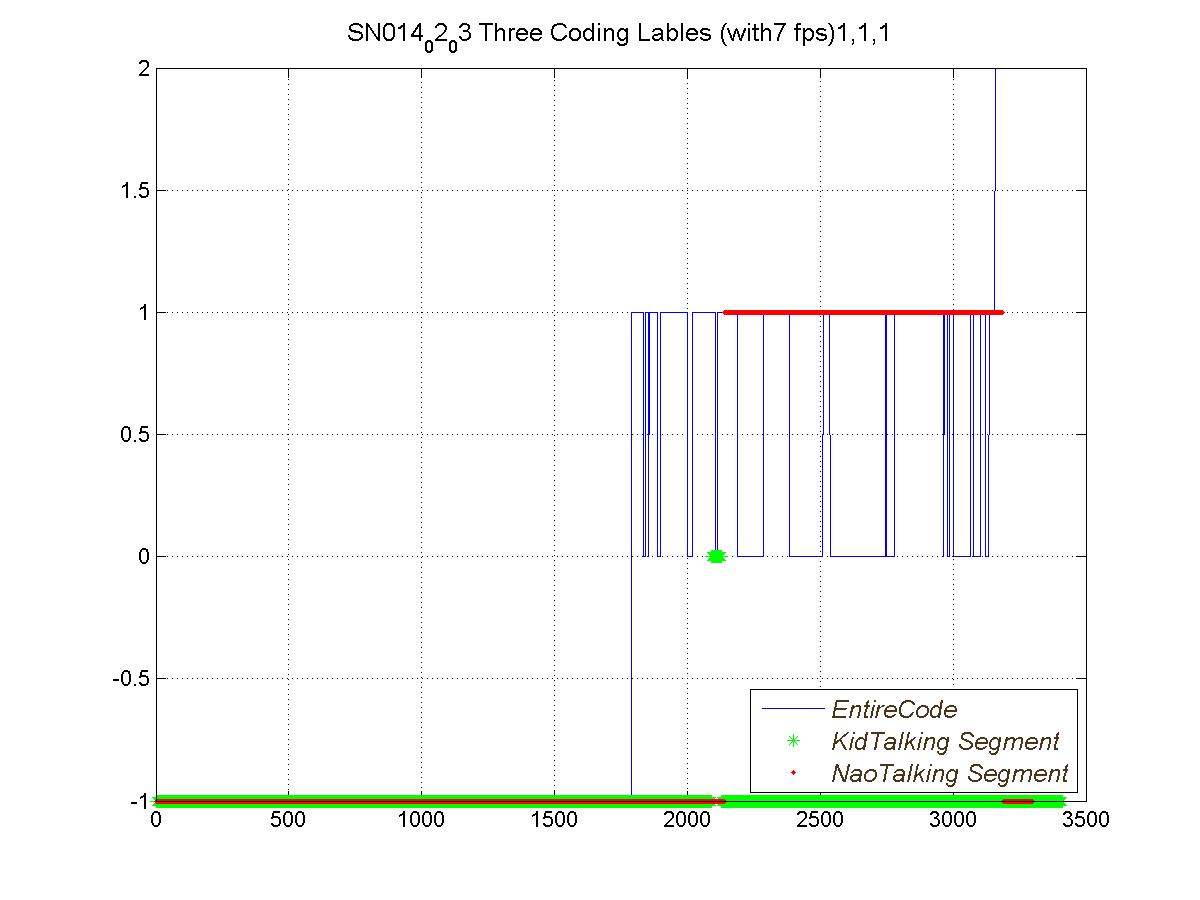 SN014₀2₀3 Three Coding Lables (with7 fps)1,1,1
2
1.5
1
0.5
0
-0.5
-1
0 500 1000 1500 2000 2500 3000 3500
EntireCode
KidTalking Segment
NaoTalking Segment